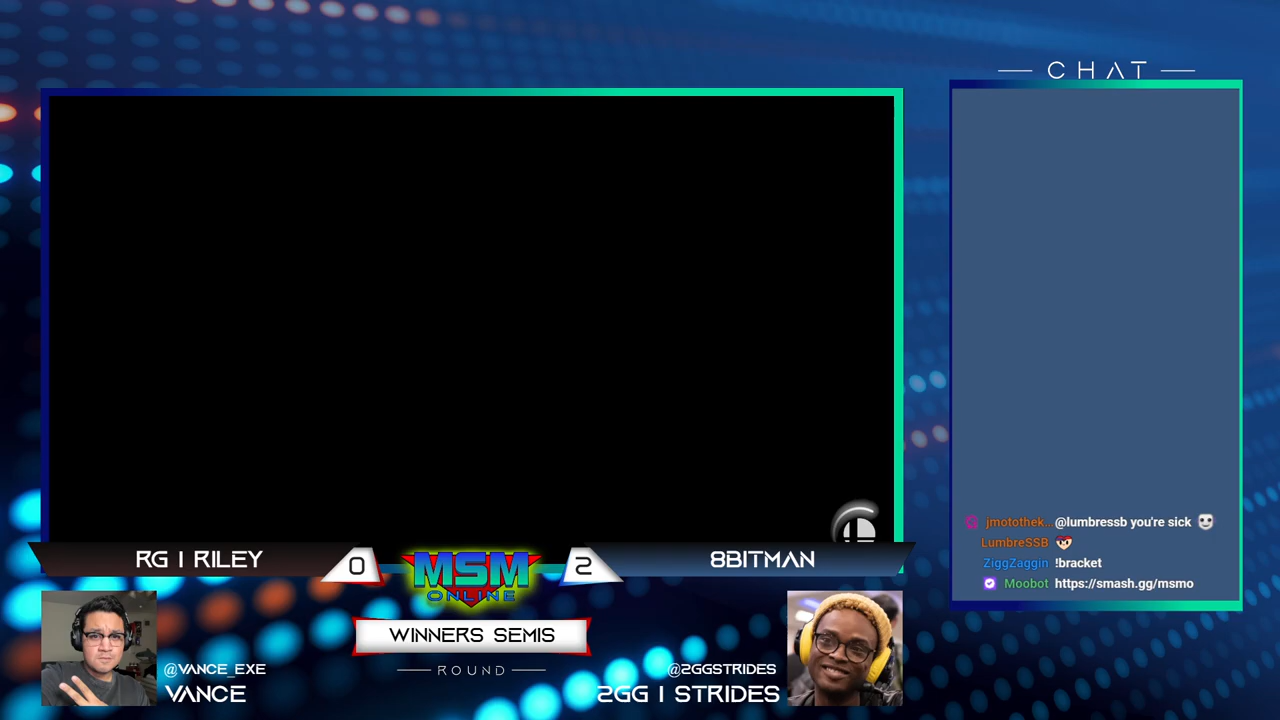 CHAT
jmotothek... @lumbressb you're sick
LumbreSSB
ZiggZaggin !bracket
Moobot https://smash.gg/msmo
RG | RILEY 0 MSM ONLINE 2 8BITMAN
WINNERS SEMIS
ROUND
@VANCE_EXE
VANCE
@2GGSTRIDES
2GG | STRIDES